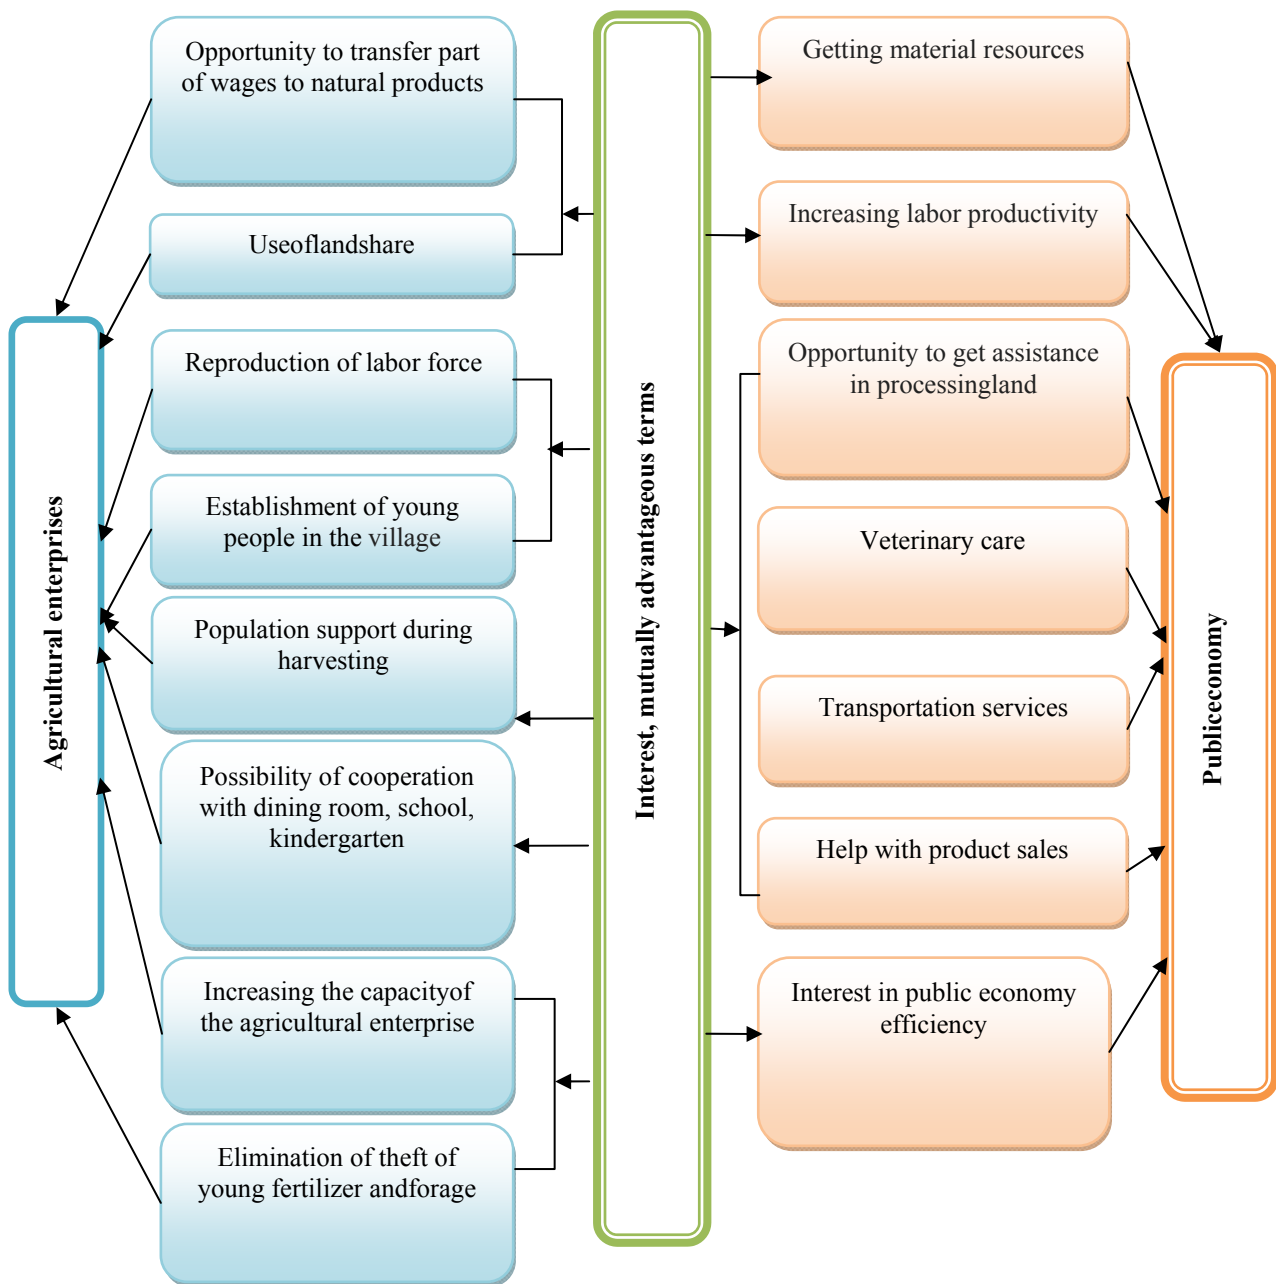 Agricultural enterprises
Opportunity to transfer part
of wages to natural products
Useoflandshare
Reproduction of labor force
Establishment of young
people in the village
Population support during
harvesting
Possibility of cooperation
with dining room, school,
kindergarten
Increasing the capacityof
the agricultural enterprise
Elimination of theft of
young fertilizer andforage
Interest, mutually advantageous terms
Getting material resources
Increasing labor productivity
Opportunity to get assistance
in processingland
Veterinary care
Transportation services
Help with product sales
Interest in public economy
efficiency
Publiceconomy